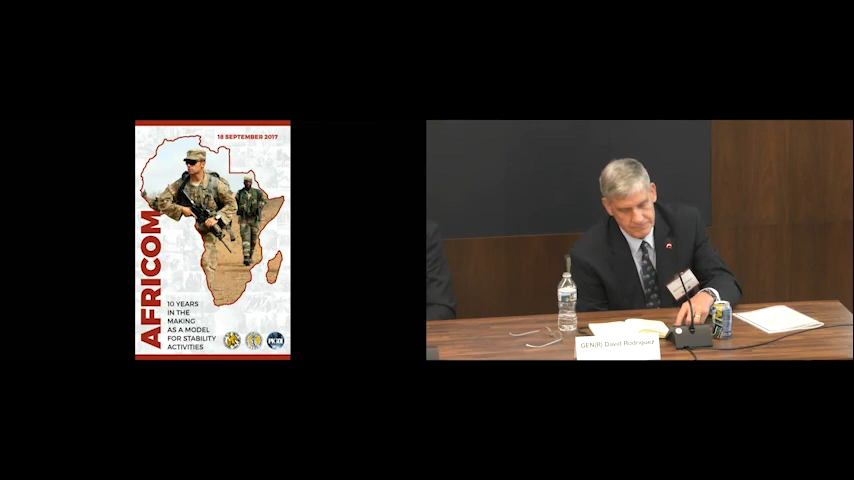 18 SEPTEMBER 2017
AFRICOM
10 YEARS
IN THE
MAKING
AS A MODEL
FOR STABILITY
ACTIVITIES
GEN(R) David Rodriguez